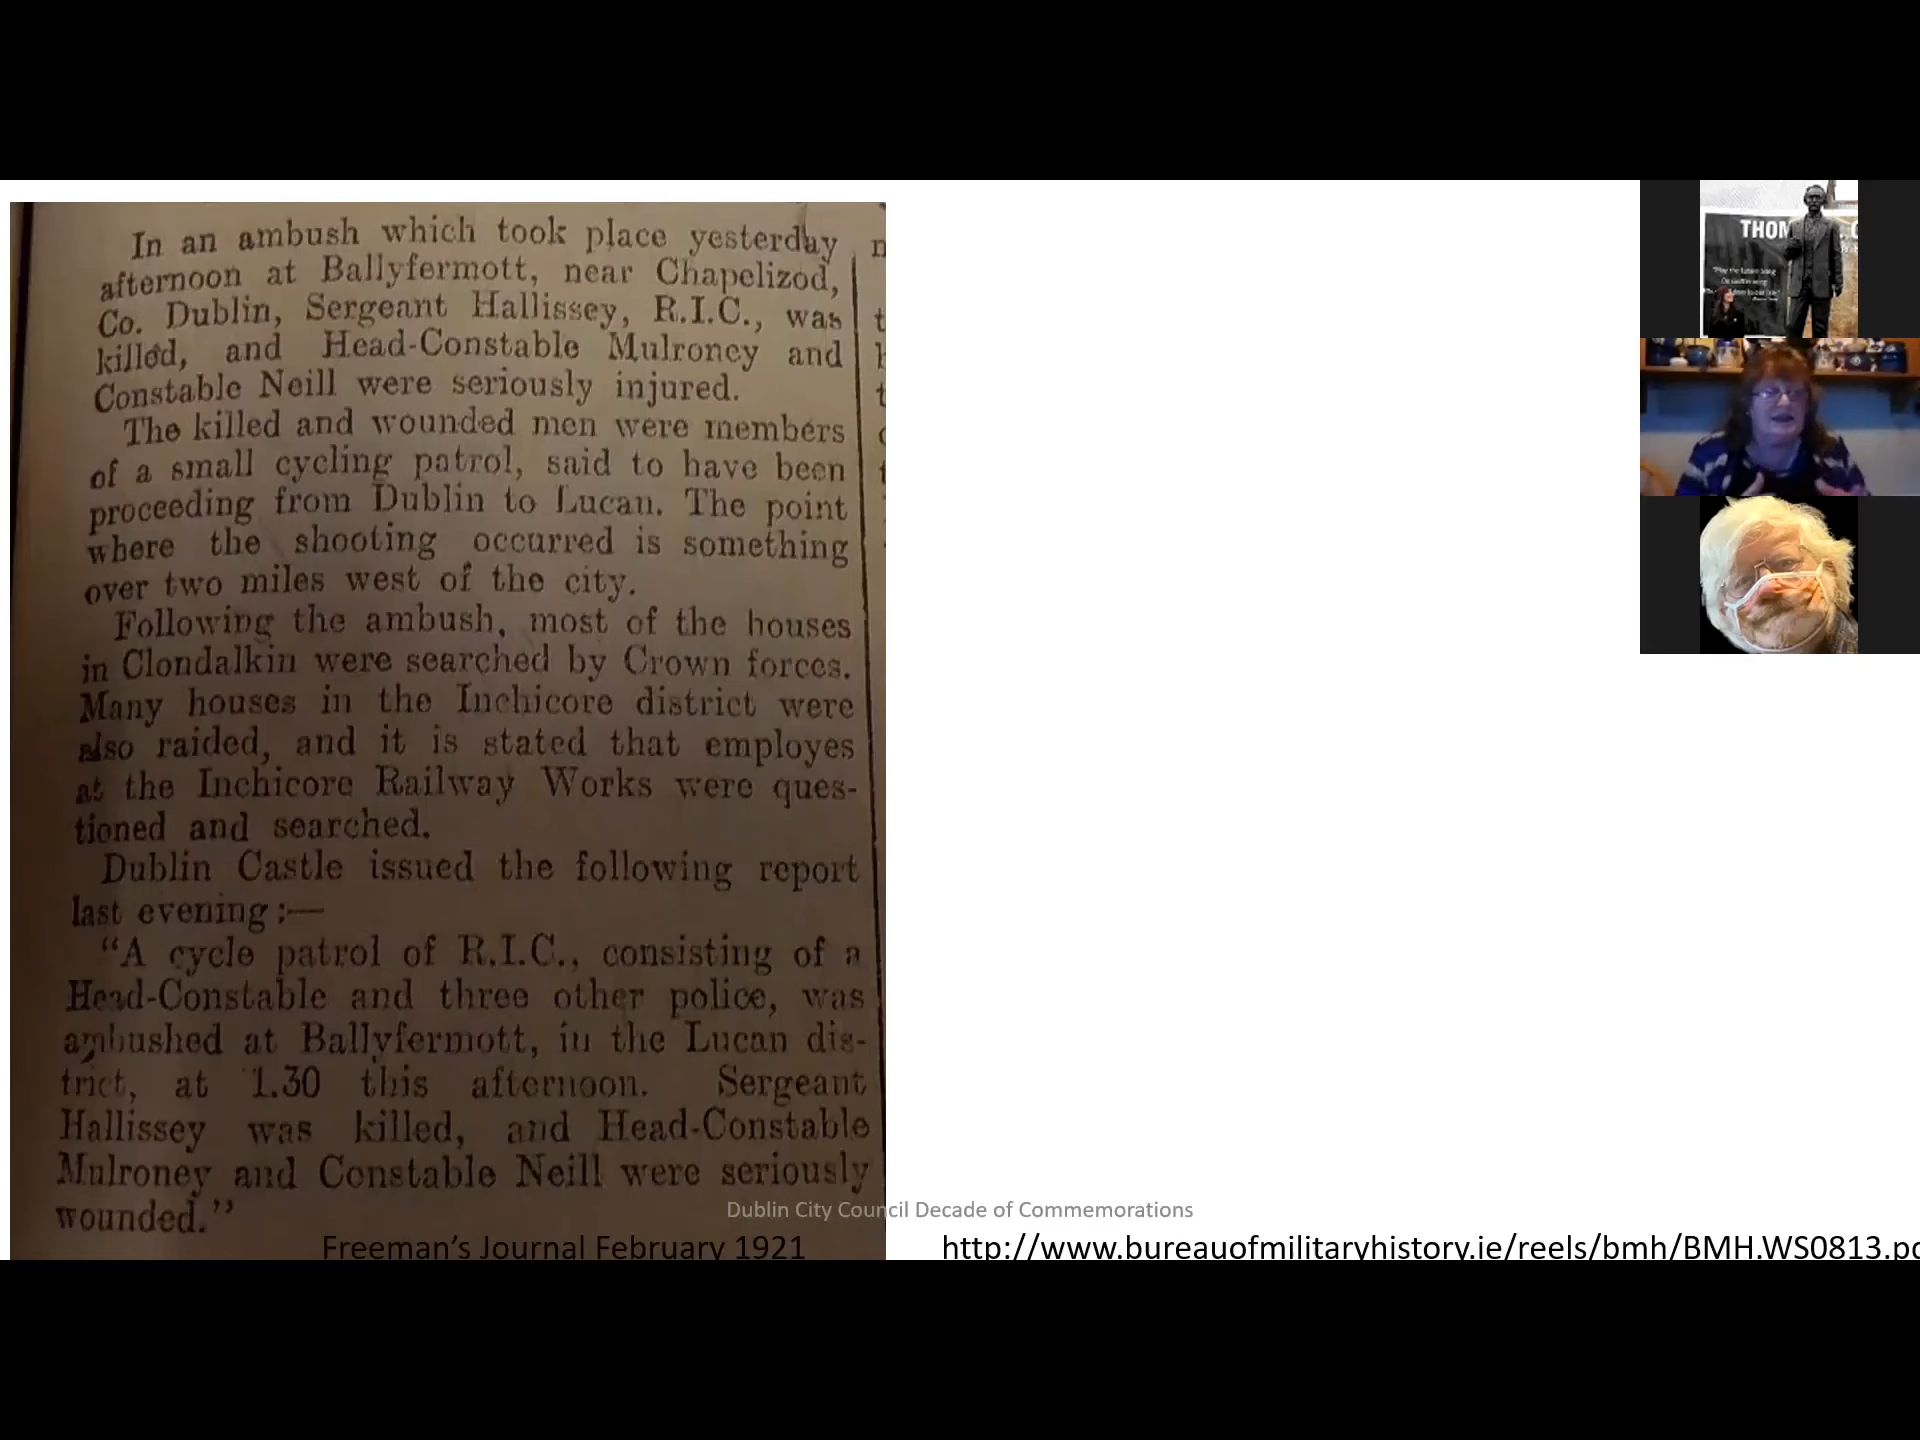 In an ambush which took place yesterday
afternoon at Ballyfermott, near Chapelizod,
Co. Dublin, Sergeant Hallissey, R.I.C., was
killed, and Head-Constable Mulroney and
Constable Neill were seriously injured.
The killed and wounded men were members
of a small cycling patrol, said to have been
proceeding from Dublin to Lucan. The point
where the shooting occurred is something
over two miles west of the city.
Following the ambush, most of the houses
in Clondalkin were searched by Crown forces.
Many houses in the Inchicore district were
also raided, and it is stated that employes
at the Inchicore Railway Works were ques-
tioned and searched.
Dublin Castle issued the following report
last evening:—
“A cycle patrol of R.I.C., consisting of a
Head-Constable and three other police, was
ambushed at Ballyfermott, in the Lucan dis-
trict, at 1.30 this afternoon. Sergeant
Hallissey was killed, and Head-Constable
Mulroney and Constable Neill were seriously
wounded.”
Dublin City Council Decade of Commemorations
Freeman’s Journal February 1921
http://www.bureauofmilitaryhistory.ie/reels/bmh/BMH.WS0813.pd
THOM